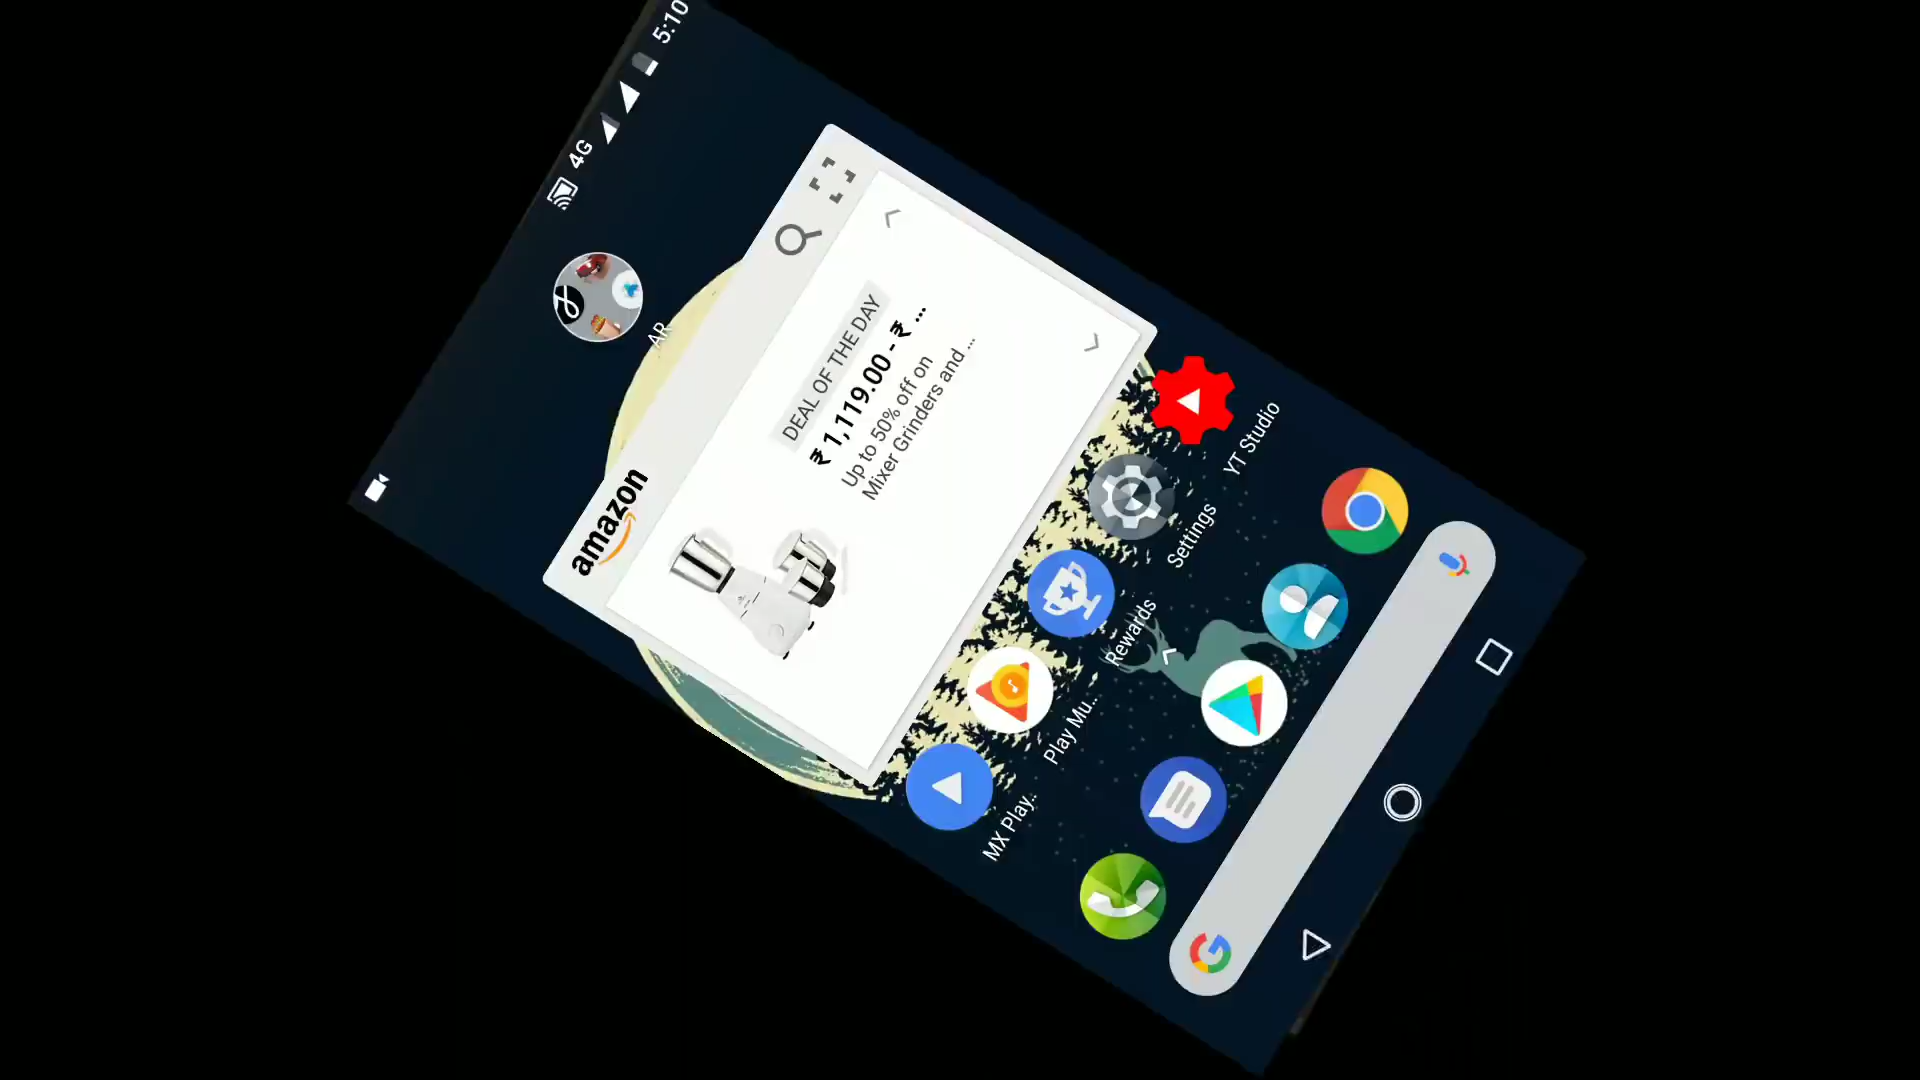 4G 5:10
AR
amazon
DEAL OF THE DAY
₹ 1,119.00 - ₹ ...
Up to 50% off on
Mixer Grinders and ...
MX Play..
Play Mu..
Rewards
Settings
YT Studio